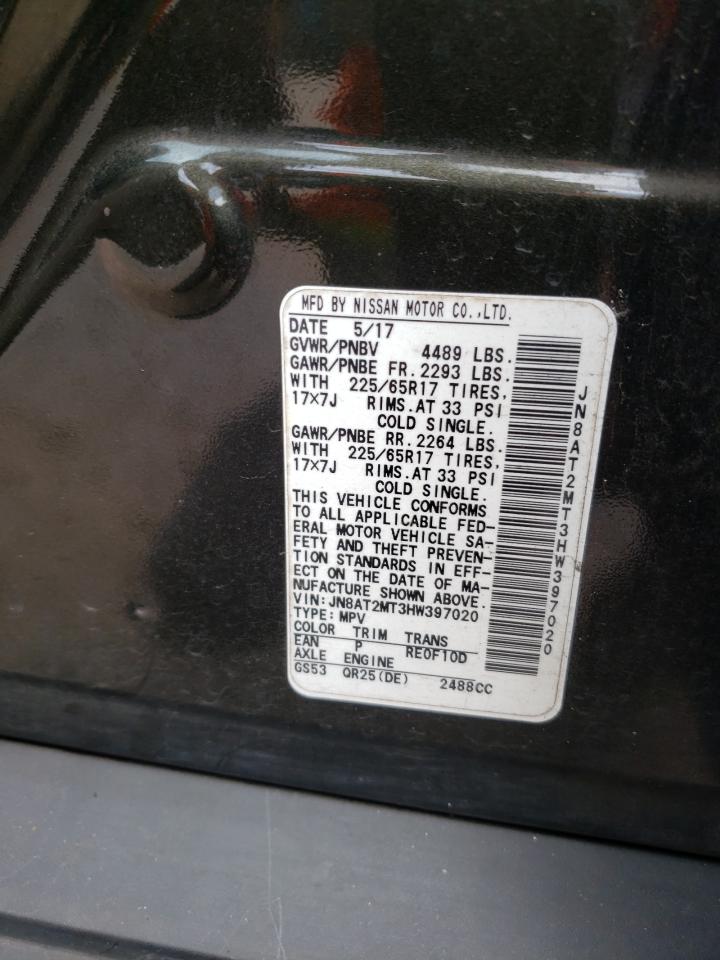 MFD BY NISSAN MOTOR CO.,LTD.
DATE 5/17
GVWR/PNBV 4489 LBS.
GAWR/PNBE FR. 2293 LBS.
WITH 225/65R17 TIRES,
17×7J RIMS.AT 33 PSI
COLD SINGLE.
GAWR/PNBE RR. 2264 LBS.
WITH 225/65R17 TIRES,
17×7J RIMS.AT 33 PSI
COLD SINGLE.
THIS VEHICLE CONFORMS
TO ALL APPLICABLE FED-
ERAL MOTOR VEHICLE SA-
FETY AND THEFT PREVEN-
TION STANDARDS IN EFF-
ECT ON THE DATE OF MA-
NUFACTURE SHOWN ABOVE.
VIN:JN8AT2MT3HW397020
TYPE:MPV
COLOR TRIM TRANS
EAN P RE0F10D
AXLE ENGINE
GS53 QR25(DE) 2488CC
JN8AT2MT3HW397020